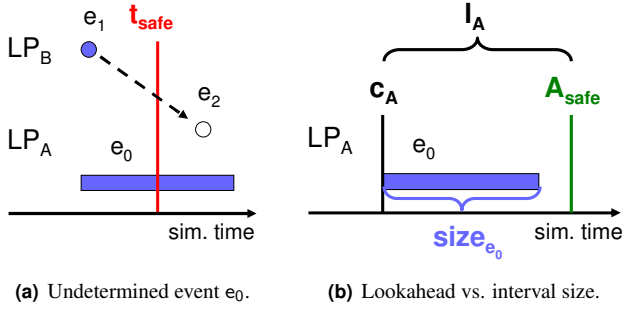 e1
tsafe
LPB
e2
LPA
e0
sim. time
(a) Undetermined event e0.
lA
cA
Asafe
LPA
e0
sizee0
sim. time
(b) Lookahead vs. interval size.